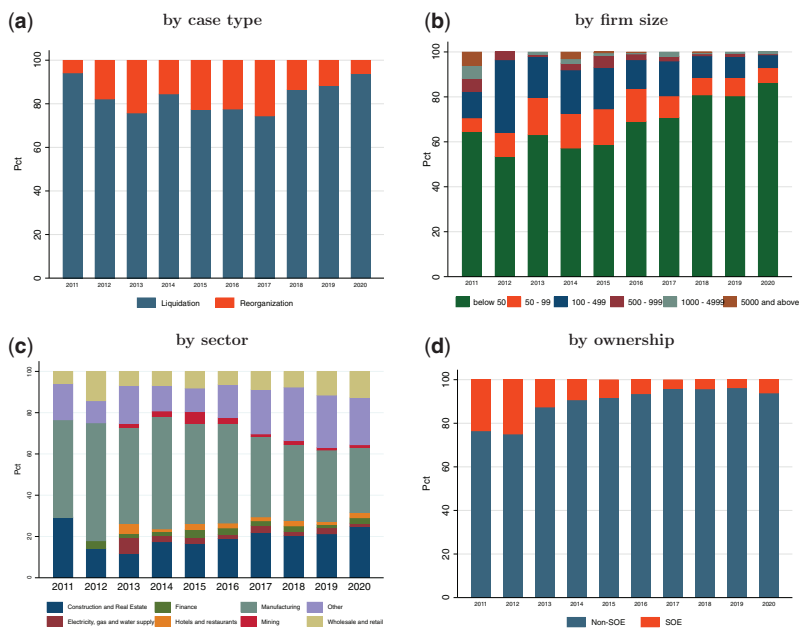 (a) by case type
100
80
60
40
20
0
Pct
2011 2012 2013 2014 2015 2016 2017 2018 2019 2020
Liquidation Reorganization
(b) by firm size
100
80
60
40
20
0
Pct
2011 2012 2013 2014 2015 2016 2017 2018 2019 2020
below 50 50 - 99 100 - 499 500 - 999 1000 - 4999 5000 and above
(c) by sector
100
80
60
40
20
0
Pct
2011 2012 2013 2014 2015 2016 2017 2018 2019 2020
Construction and Real Estate Finance Manufacturing Other
Electricity, gas and water supply Hotels and restaurants Mining Wholesale and retail
(d) by ownership
100
80
60
40
20
0
Pct
2011 2012 2013 2014 2015 2016 2017 2018 2019 2020
Non-SOE SOE